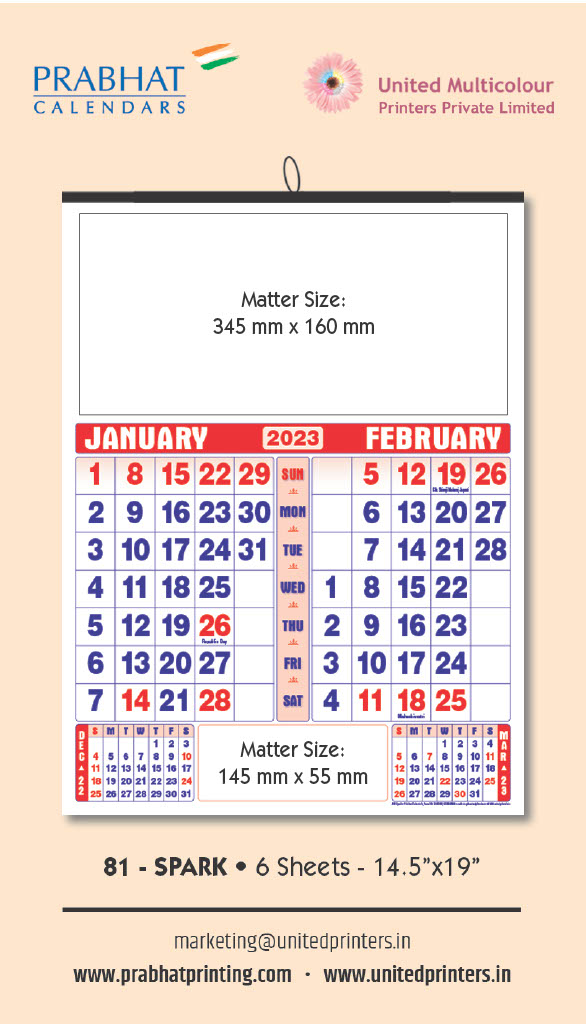 PRABHAT
CALENDARS
United Multicolour
Printers Private Limited
Matter Size:
345 mm x 160 mm
JANUARY 2023 FEBRUARY
1 8 15 22 29 SUN 5 12 19 26
2 9 16 23 30 MON 6 13 20 27
3 10 17 24 31 TUE 7 14 21 28
4 11 18 25 WED 1 8 15 22
5 12 19 26 THU 2 9 16 23
Republic Day
6 13 20 27 FRI 3 10 17 24
7 14 21 28 SAT 4 11 18 25
Mahashivratri
DEC 22
S M T W T F S
1 2 3
4 5 6 7 8 9 10
11 12 13 14 15 16 17
18 19 20 21 22 23 24
25 26 27 28 29 30 31
Matter Size:
145 mm x 55 mm
S M T W T F S
1 2 3 4
5 6 7 8 9 10 11
12 13 14 15 16 17 18
19 20 21 22 23 24 25
26 27 28 29 30 31
MAR 23
81 - SPARK • 6 Sheets - 14.5”x19”
marketing@unitedprinters.in
www.prabhatprinting.com · www.unitedprinters.in